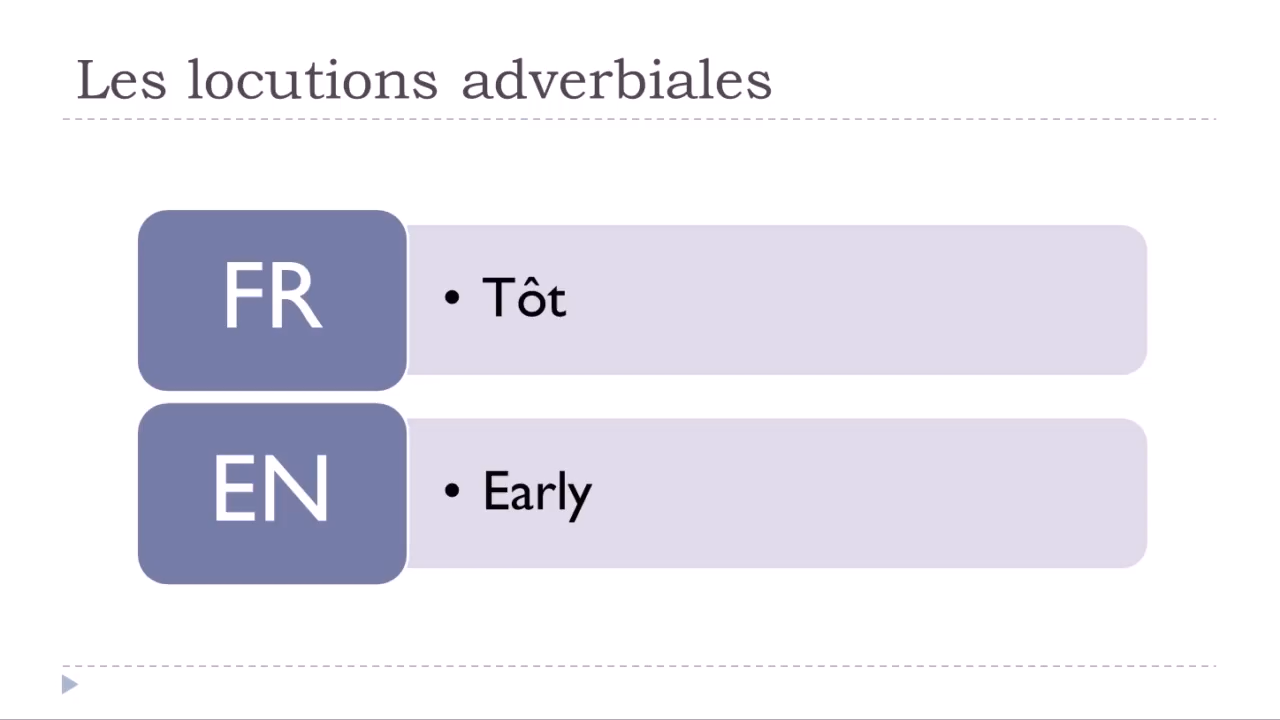 Les locutions adverbiales
FR
• Tôt
EN
• Early